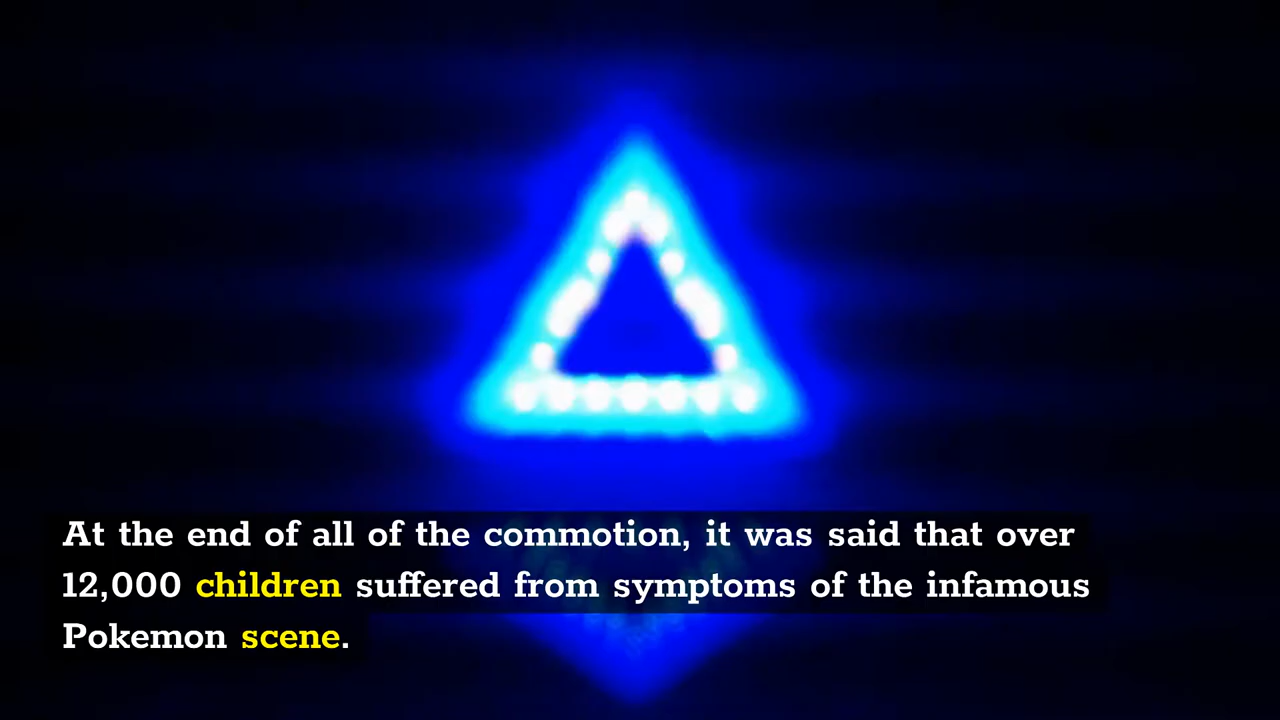 At the end of all of the commotion, it was said that over
12,000 children suffered from symptoms of the infamous
Pokemon scene.